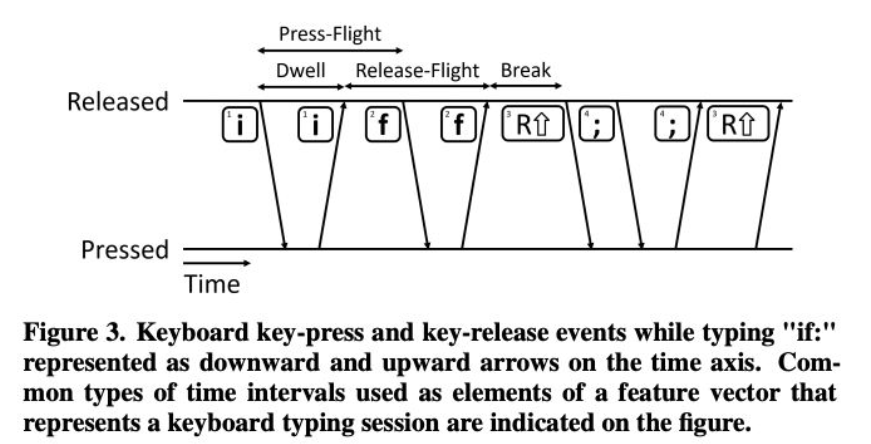 Press-Flight
Dwell Release-Flight Break
Released
1 i 1 i 2 f 2 f 3 R⇧ 4 ; 4 ; 3 R⇧
Pressed
Time
Figure 3. Keyboard key-press and key-release events while typing "if:"
represented as downward and upward arrows on the time axis. Com-
mon types of time intervals used as elements of a feature vector that
represents a keyboard typing session are indicated on the figure.